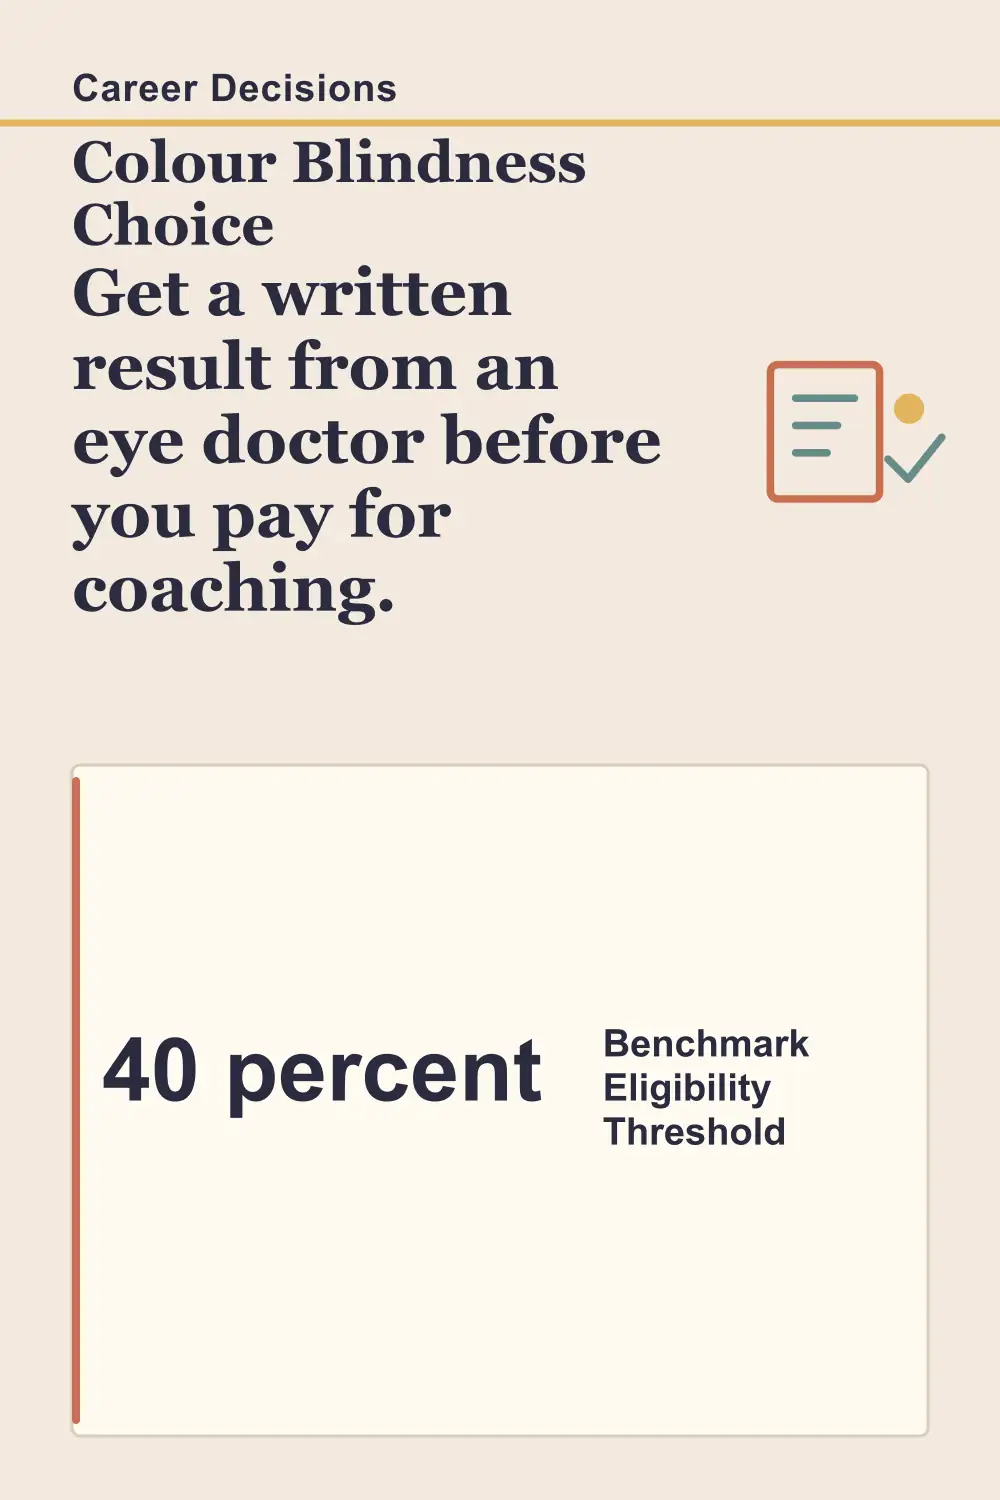 Career Decisions
Colour Blindness
Choice
Get a written
result from an
eye doctor before
you pay for
coaching.
40 percent
Benchmark
Eligibility
Threshold